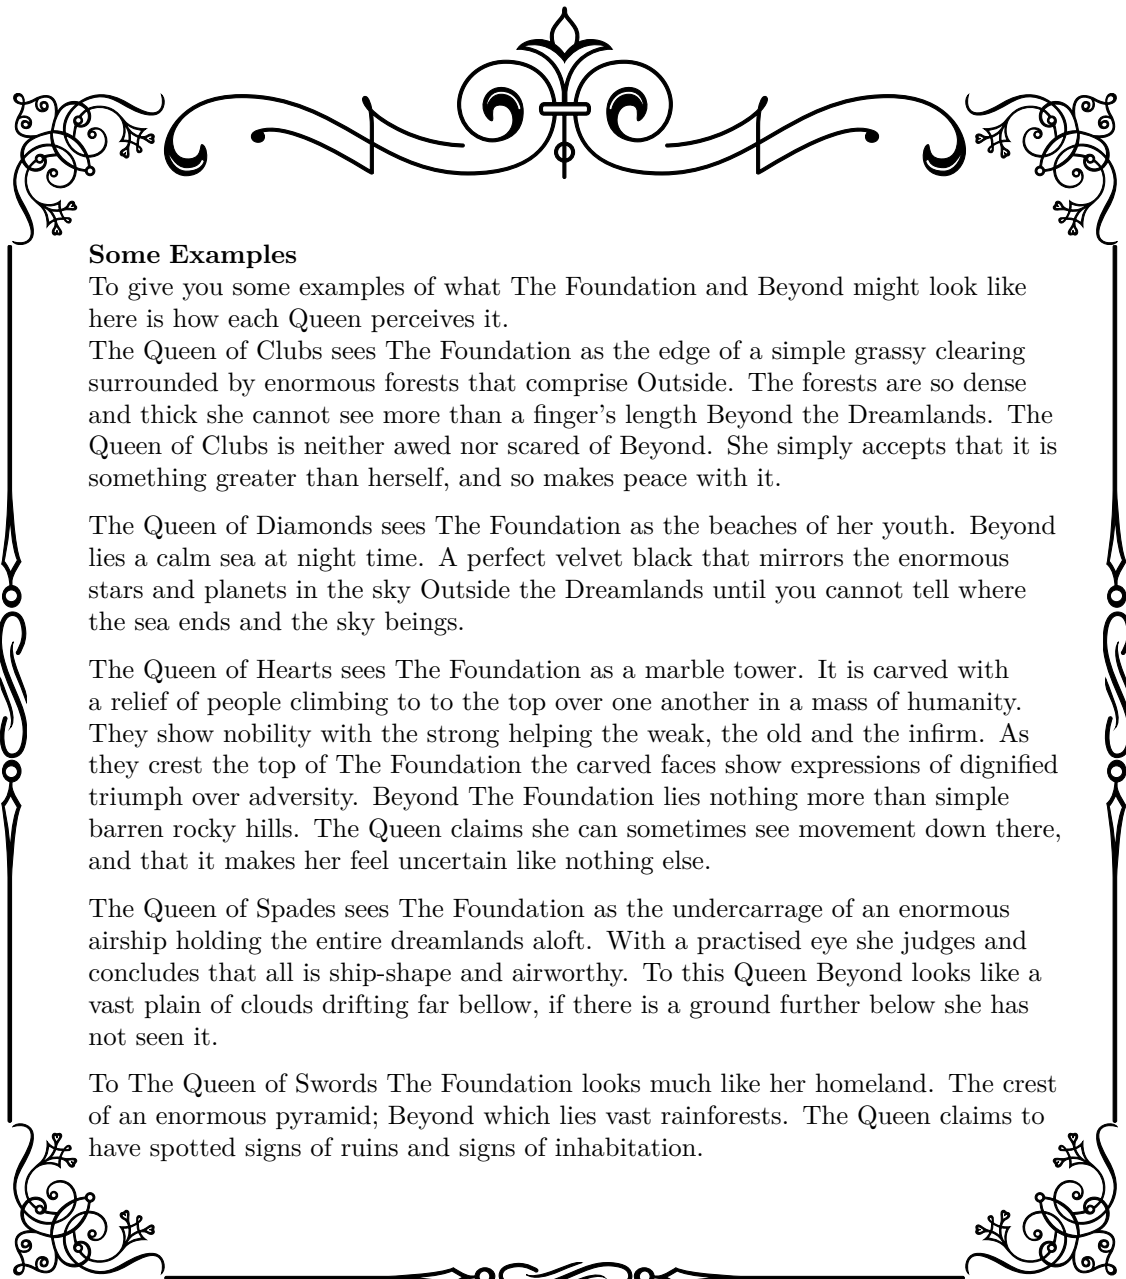 Some Examples
To give you some examples of what The Foundation and Beyond might look like
here is how each Queen perceives it.
The Queen of Clubs sees The Foundation as the edge of a simple grassy clearing
surrounded by enormous forests that comprise Outside. The forests are so dense
and thick she cannot see more than a finger's length Beyond the Dreamlands. The
Queen of Clubs is neither awed nor scared of Beyond. She simply accepts that it is
something greater than herself, and so makes peace with it.
The Queen of Diamonds sees The Foundation as the beaches of her youth. Beyond
lies a calm sea at night time. A perfect velvet black that mirrors the enormous
stars and planets in the sky Outside the Dreamlands until you cannot tell where
the sea ends and the sky beings.
The Queen of Hearts sees The Foundation as a marble tower. It is carved with
a relief of people climbing to to the top over one another in a mass of humanity.
They show nobility with the strong helping the weak, the old and the infirm. As
they crest the top of The Foundation the carved faces show expressions of dignified
triumph over adversity. Beyond The Foundation lies nothing more than simple
barren rocky hills. The Queen claims she can sometimes see movement down there,
and that it makes her feel uncertain like nothing else.
The Queen of Spades sees The Foundation as the undercarrage of an enormous
airship holding the entire dreamlands aloft. With a practised eye she judges and
concludes that all is ship-shape and airworthy. To this Queen Beyond looks like a
vast plain of clouds drifting far bellow, if there is a ground further below she has
not seen it.
To The Queen of Swords The Foundation looks much like her homeland. The crest
of an enormous pyramid; Beyond which lies vast rainforests. The Queen claims to
have spotted signs of ruins and signs of inhabitation.